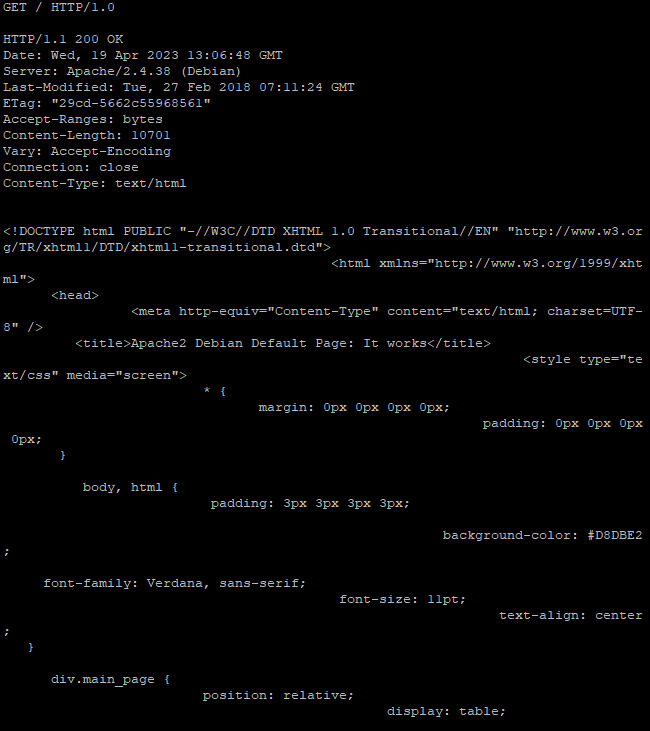 GET / HTTP/1.0
HTTP/1.1 200 OK
Date: Wed, 19 Apr 2023 13:06:48 GMT
Server: Apache/2.4.38 (Debian)
Last-Modified: Tue, 27 Feb 2018 07:11:24 GMT
ETag: "29cd-5662c55968561"
Accept-Ranges: bytes
Content-Length: 10701
Vary: Accept-Encoding
Connection: close
Content-Type: text/html
<!DOCTYPE html PUBLIC "-//W3C//DTD XHTML 1.0 Transitional//EN" "http://www.w3.or
g/TR/xhtml1/DTD/xhtml1-transitional.dtd">
<html xmlns="http://www.w3.org/1999/xht
ml">
<head>
<meta http-equiv="Content-Type" content="text/html; charset=UTF-
8" />
<title>Apache2 Debian Default Page: It works</title>
<style type="te
xt/css" media="screen">
* {
margin: 0px 0px 0px 0px;
padding: 0px 0px 0px
0px;
}
body, html {
padding: 3px 3px 3px 3px;
background-color: #D8DBE2
;
font-family: Verdana, sans-serif;
font-size: 11pt;
text-align: center
;
}
div.main_page {
position: relative;
display: table;